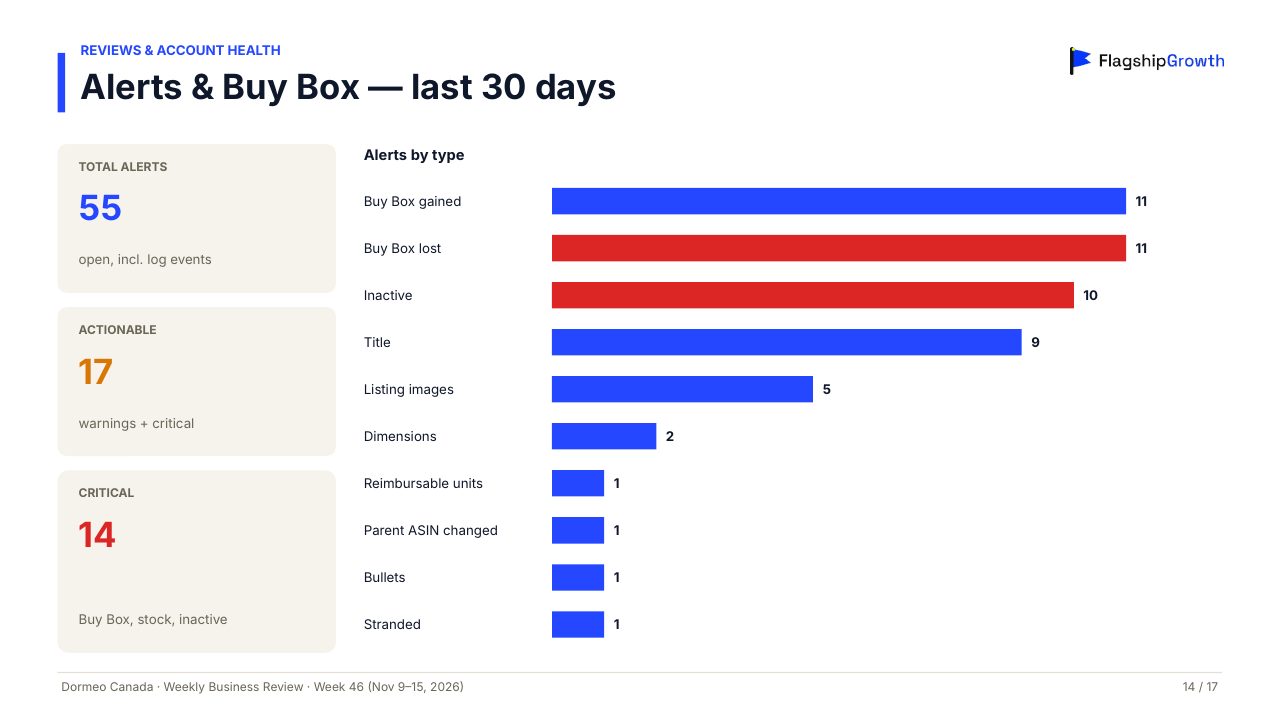 REVIEWS & ACCOUNT HEALTH
Alerts & Buy Box — last 30 days
FlagshipGrowth
TOTAL ALERTS
55
open, incl. log events
ACTIONABLE
17
warnings + critical
CRITICAL
14
Buy Box, stock, inactive
Alerts by type
Buy Box gained 11
Buy Box lost 11
Inactive 10
Title 9
Listing images 5
Dimensions 2
Reimbursable units 1
Parent ASIN changed 1
Bullets 1
Stranded 1
Dormeo Canada · Weekly Business Review · Week 46 (Nov 9–15, 2026) 14 / 17